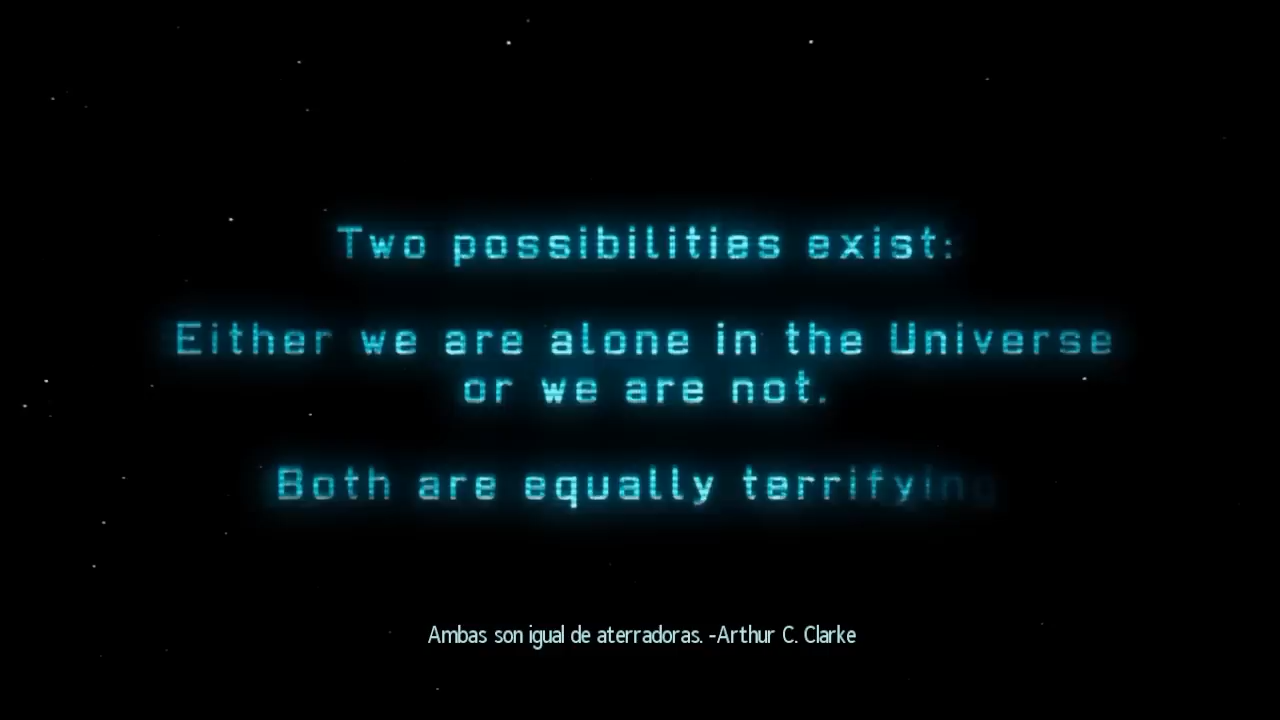 Two possibilities exist:
Either we are alone in the Universe
or we are not.
Both are equally terrifying
Ambas son igual de aterradoras. -Arthur C. Clarke